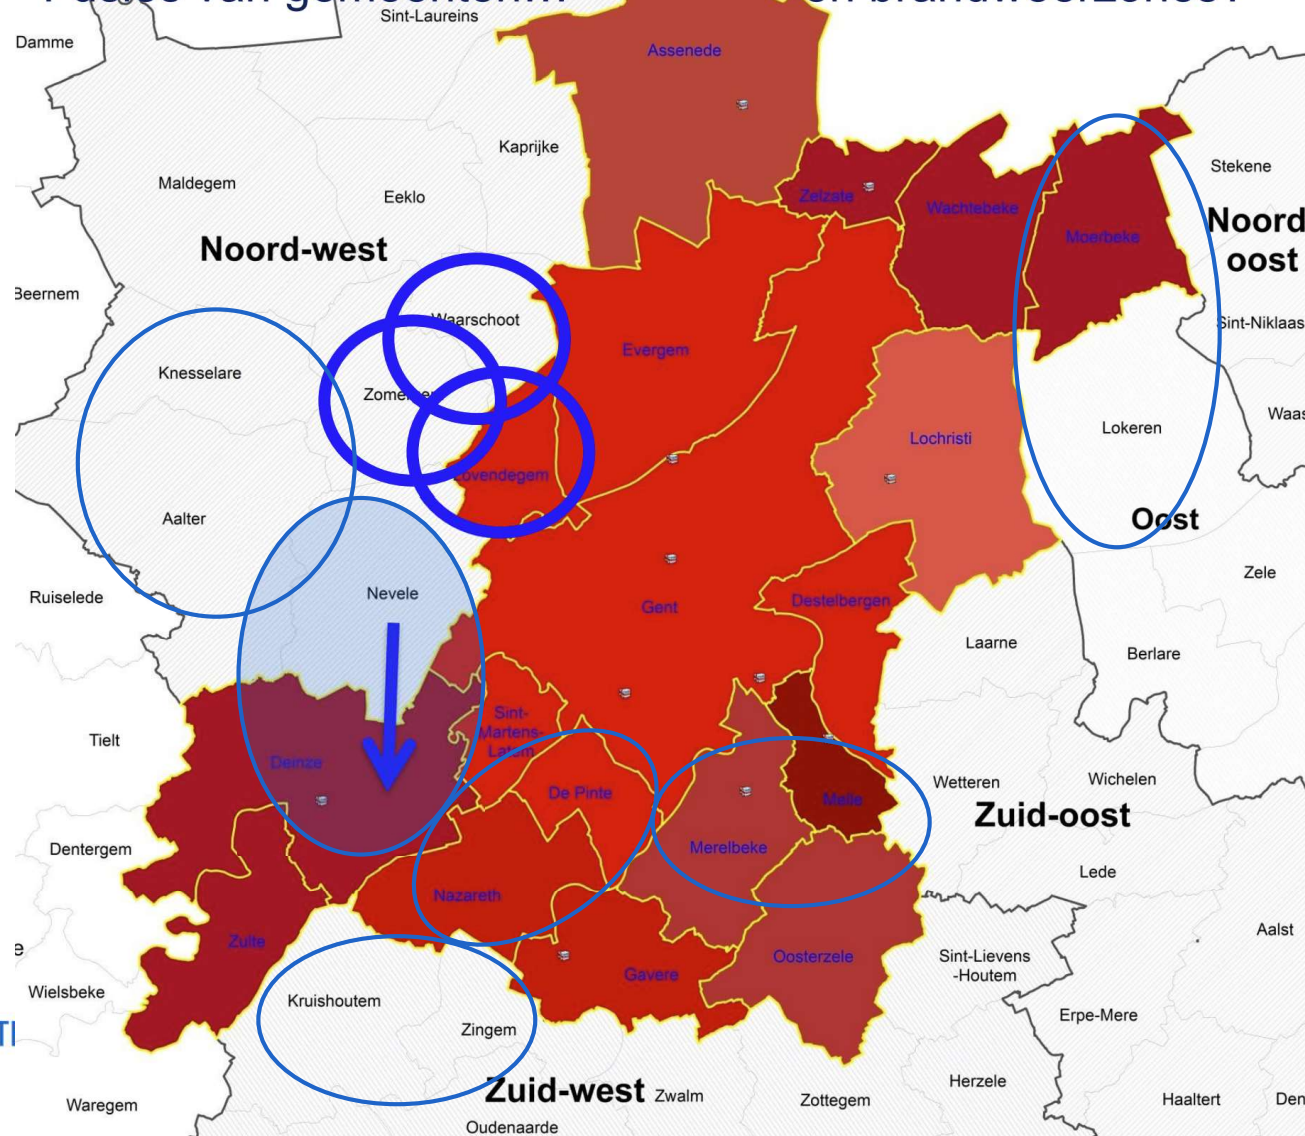 Sint-Laureins
Damme
Assenede
Kaprijke
Stekene
Maldegem
Eeklo
Zelzate
Wachtebeke
Moerbeke
Noord-west
Noord
oost
Beernem
Waarschoot
Sint-Niklaas
Evergem
Knesselare
Waas
Lokeren
Lochristi
Lovendegem
Aalter
Oost
Zele
Nevele
Ruiselede
Gent
Destelbergen
Laarne
Berlare
Sint-
Martens-
Latem
Tielt
Deinze
De Pinte
Wetteren
Wichelen
Melle
Zuid-oost
Dentergem
Merelbeke
Lede
Nazareth
Aalst
Zulte
Sint-Lievens
-Houtem
Oosterzele
Gavere
Wielsbeke
Kruishoutem
Erpe-Mere
Zingem
Herzele
Zuid-west
Zwalm
Zottegem
Haaltert
Den
Waregem
Oudenaarde